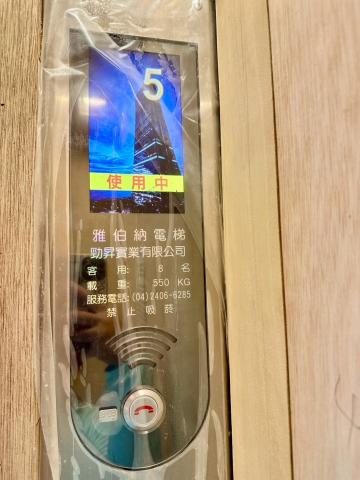 5
使用中
雅伯納電梯
勁昇實業有限公司
客用: 8 名
載重: 550 KG
服務電話:(04)2406-6285
禁止吸菸